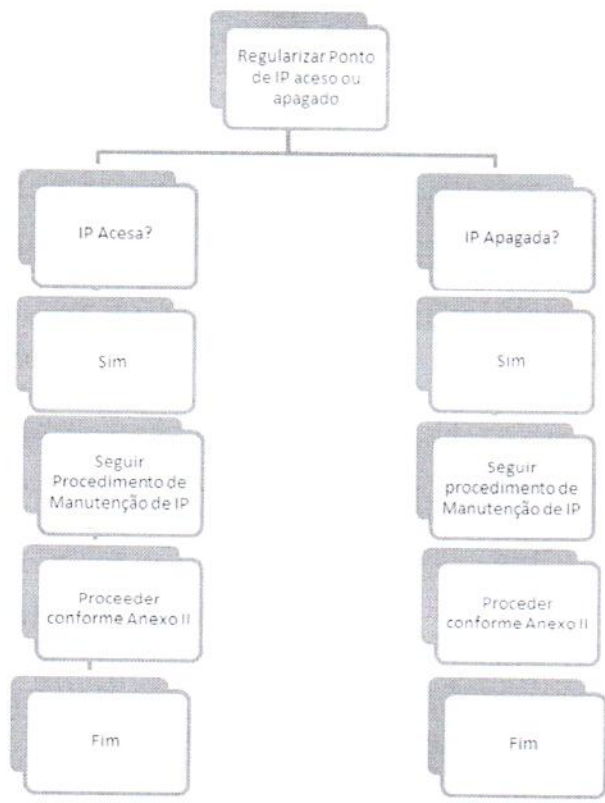 Regularizar Ponto
de IP aceso ou
apagado
IP Acesa?
Sim
Seguir
Procedimento de
Manutenção de IP
Proceeder
conforme Anexo II
Fim
IP Apagada?
Sim
Seguir
procedimento de
Manutenção de IP
Proceder
conforme Anexo II
Fim